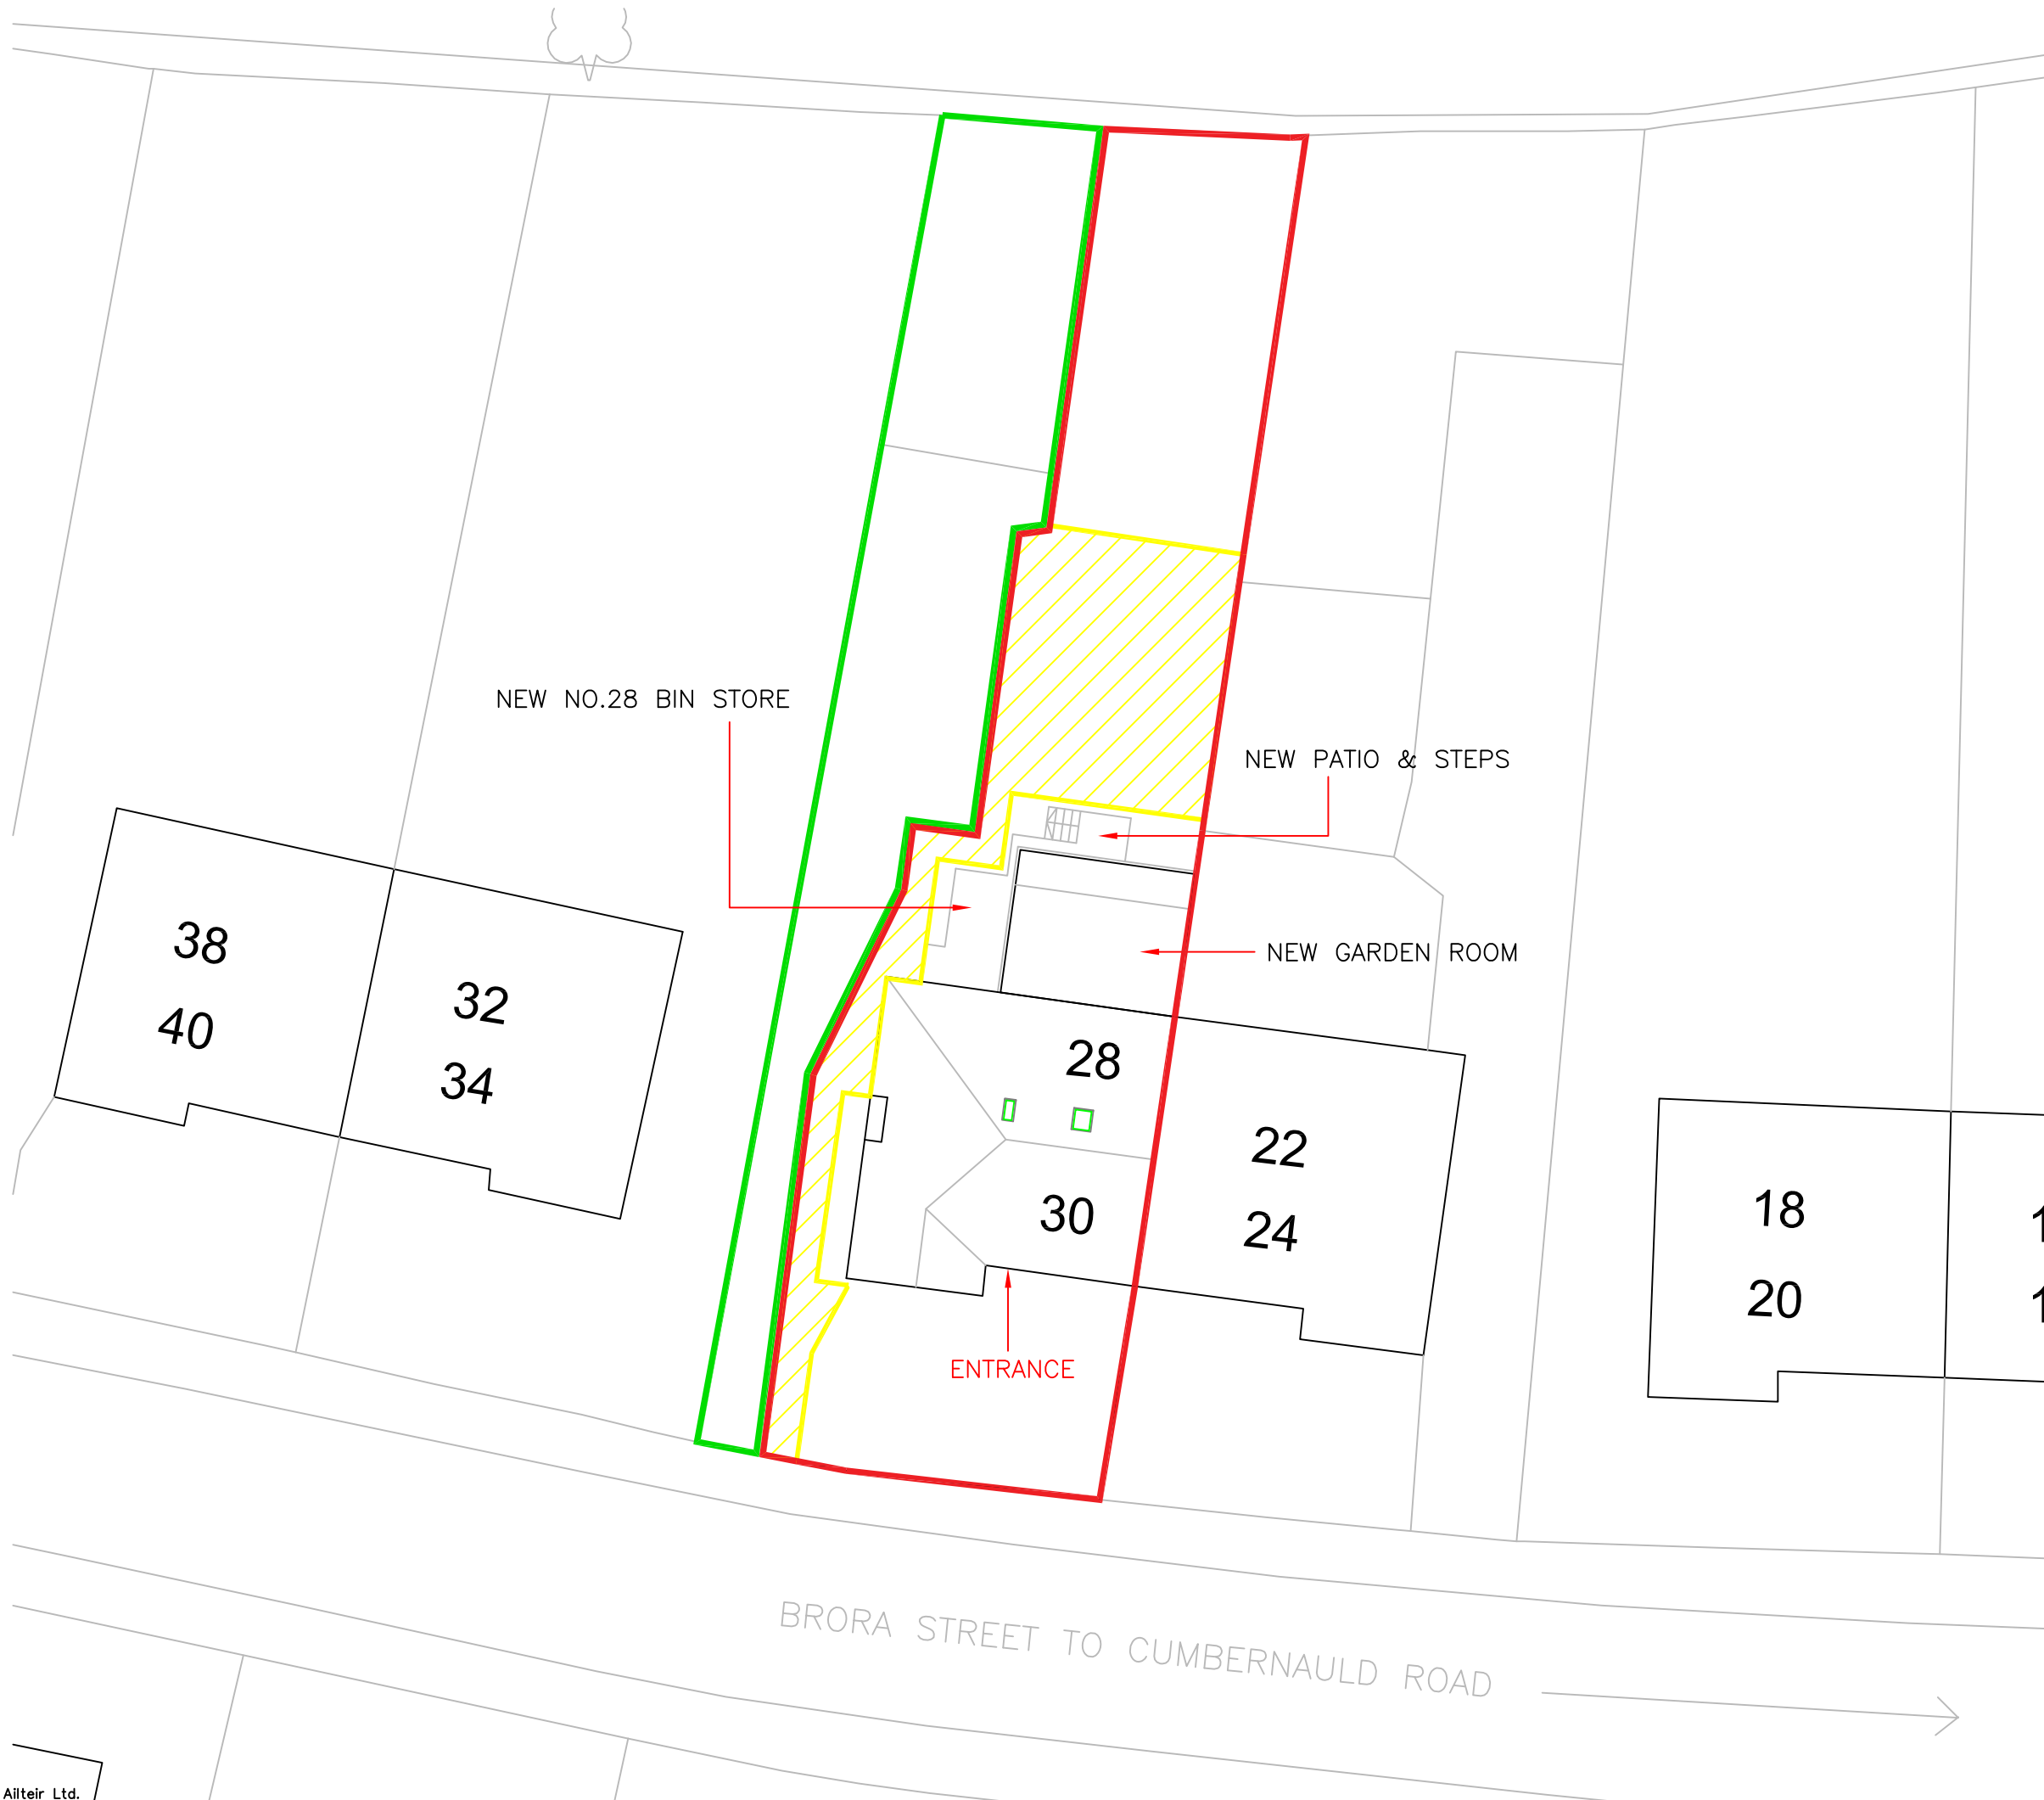 NEW NO.28 BIN STORE
NEW PATIO & STEPS
38
40
32
34
NEW GARDEN ROOM
28
30
22
24
18
20
ENTRANCE
BRORA STREET TO CUMBERNAULD ROAD
Ailteir Ltd.